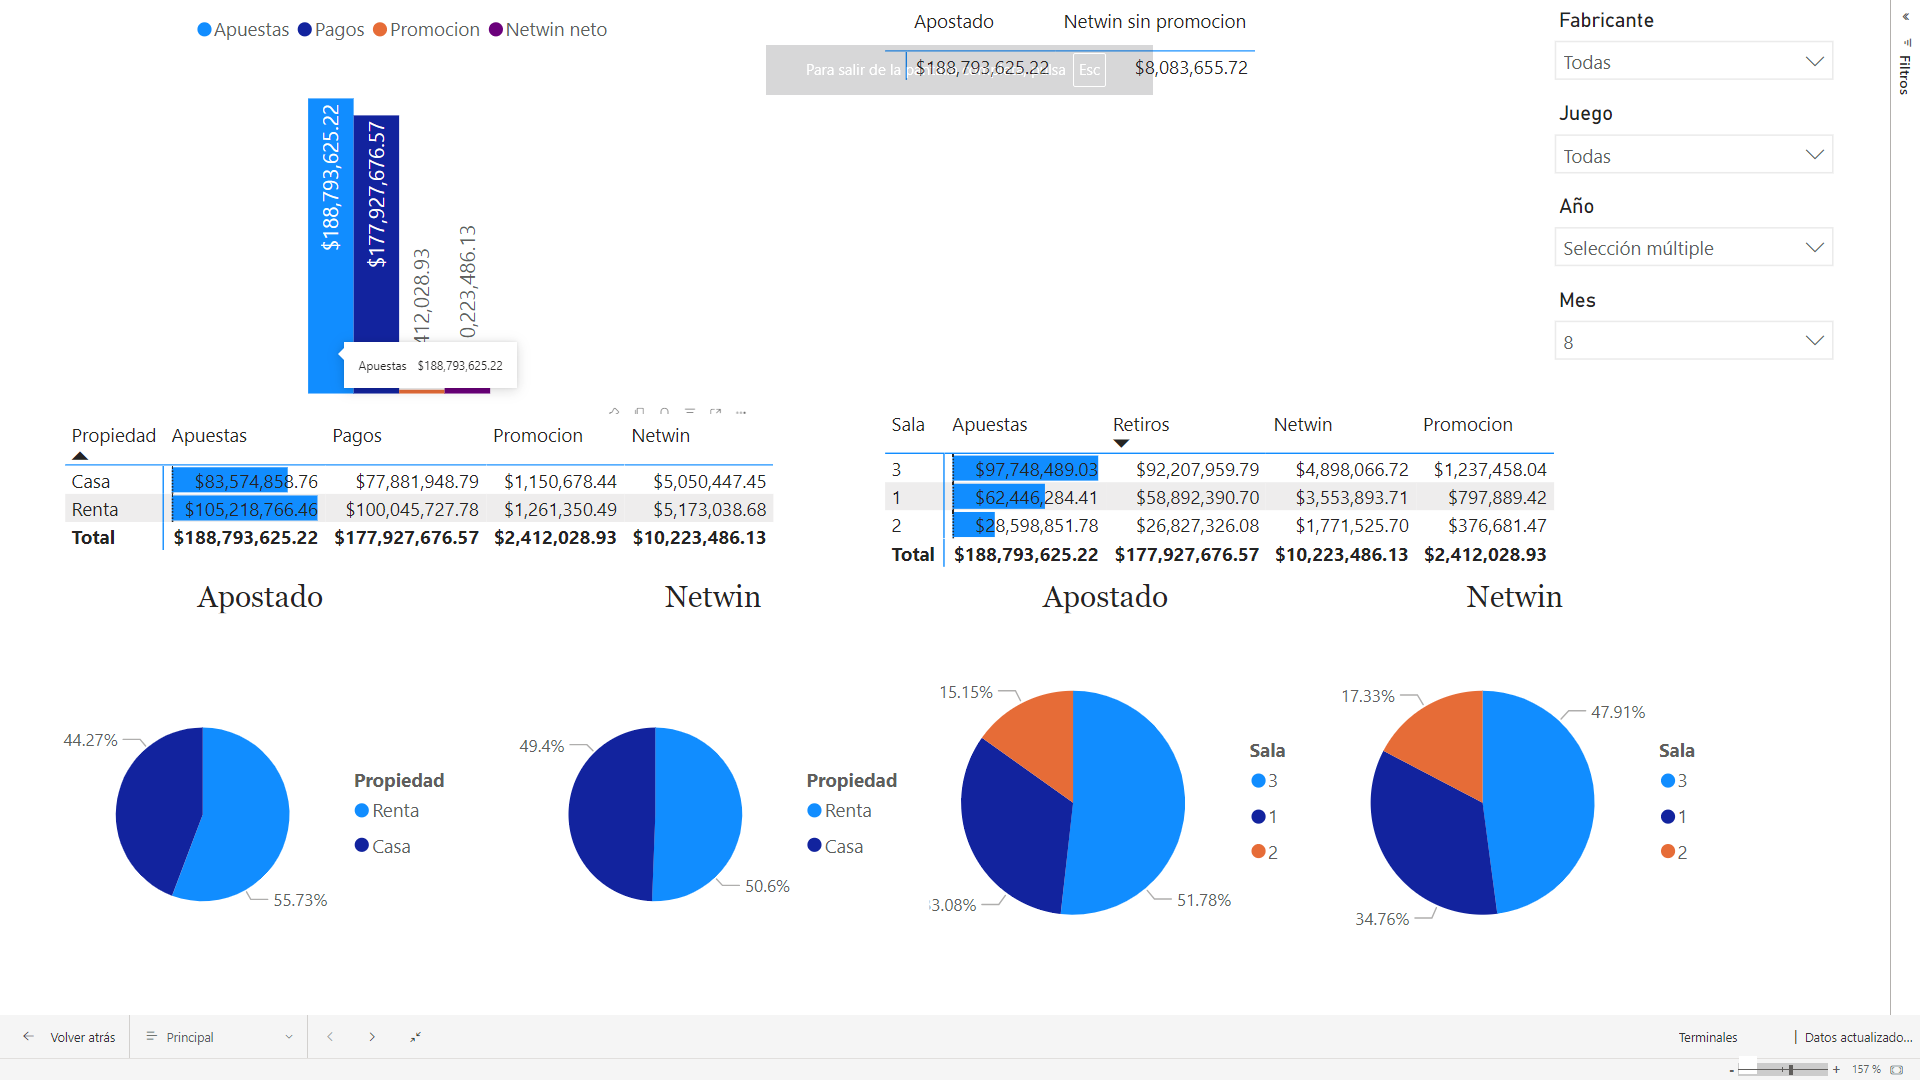 Apuestas Pagos Promocion Netwin neto
$188,793,625.22
$177,927,676.57
412,028.93
0,223,486.13
Apuestas $188,793,625.22
Apostado Netwin sin promocion
$188,793,625.22 $8,083,655.72
Para salir de la Esc
Fabricante
Todas
Juego
Todas
Año
Selección múltiple
Mes
8
Filtros
Propiedad Apuestas Pagos Promocion Netwin
Casa $83,574,858.76 $77,881,948.79 $1,150,678.44 $5,050,447.45
Renta $105,218,766.46 $100,045,727.78 $1,261,350.49 $5,173,038.68
Total $188,793,625.22 $177,927,676.57 $2,412,028.93 $10,223,486.13
Sala Apuestas Retiros Netwin Promocion
3 $97,748,489.03 $92,207,959.79 $4,898,066.72 $1,237,458.04
1 $62,446,284.41 $58,892,390.70 $3,553,893.71 $797,889.42
2 $28,598,851.78 $26,827,326.08 $1,771,525.70 $376,681.47
Total $188,793,625.22 $177,927,676.57 $10,223,486.13 $2,412,028.93
Apostado
44.27%
55.73%
Propiedad
Renta
Casa
Netwin
49.4%
50.6%
Propiedad
Renta
Casa
Apostado
15.15%
3.08%
51.78%
Sala
3
1
2
Netwin
17.33%
47.91%
34.76%
Sala
3
1
2
Volver atrás Principal Terminales Datos actualizado...
- + 157 %